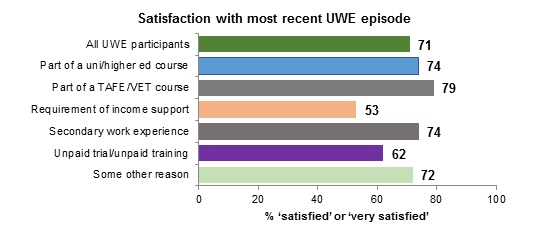 Satisfaction with most recent UWE episode
All UWE participants 71
Part of a uni/higher ed course 74
Part of a TAFE/VET course 79
Requirement of income support 53
Secondary work experience 74
Unpaid trial/unpaid training 62
Some other reason 72
0 20 40 60 80 100
% ‘satisfied’ or ‘very satisfied’